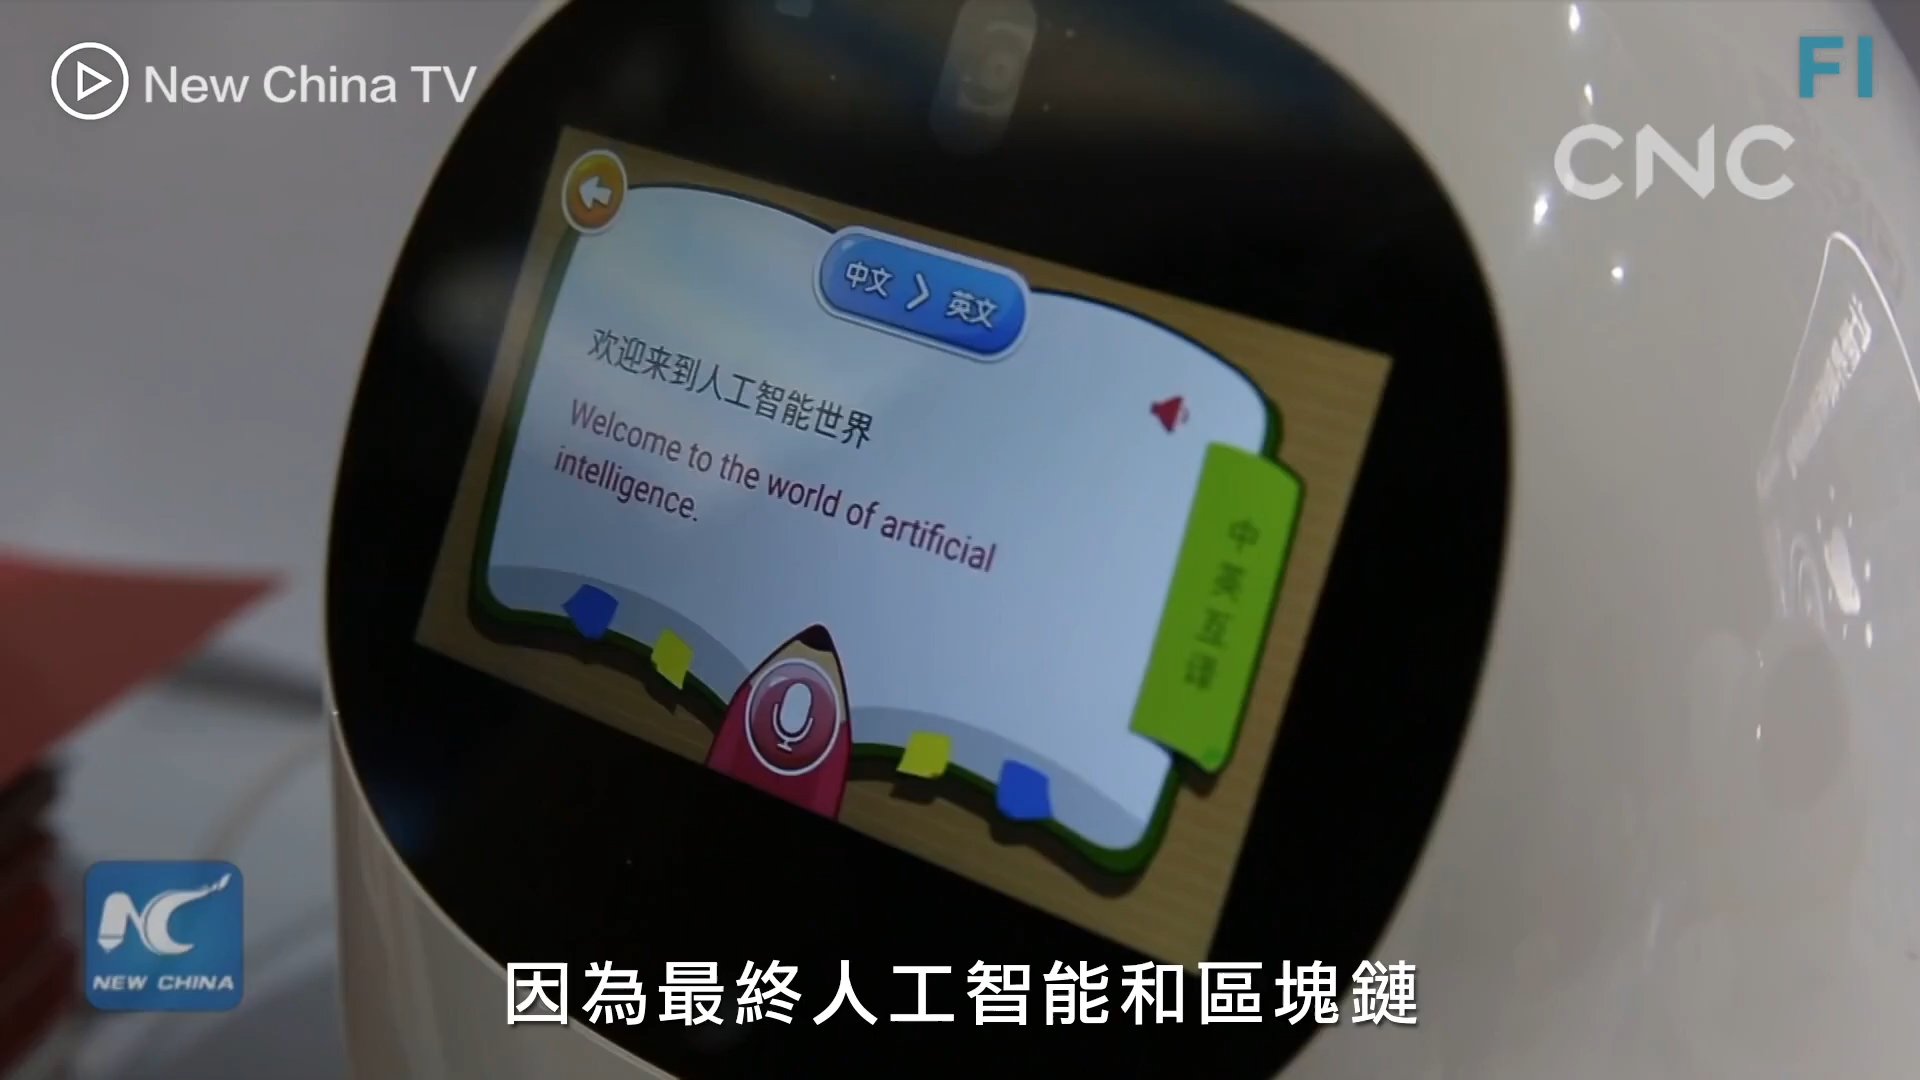 New China TV
FI
CNC
中文 > 英文
欢迎来到人工智能世界
Welcome to the world of artificial
intelligence.
中英互译
NEW CHINA
因為最終人工智能和區塊鏈